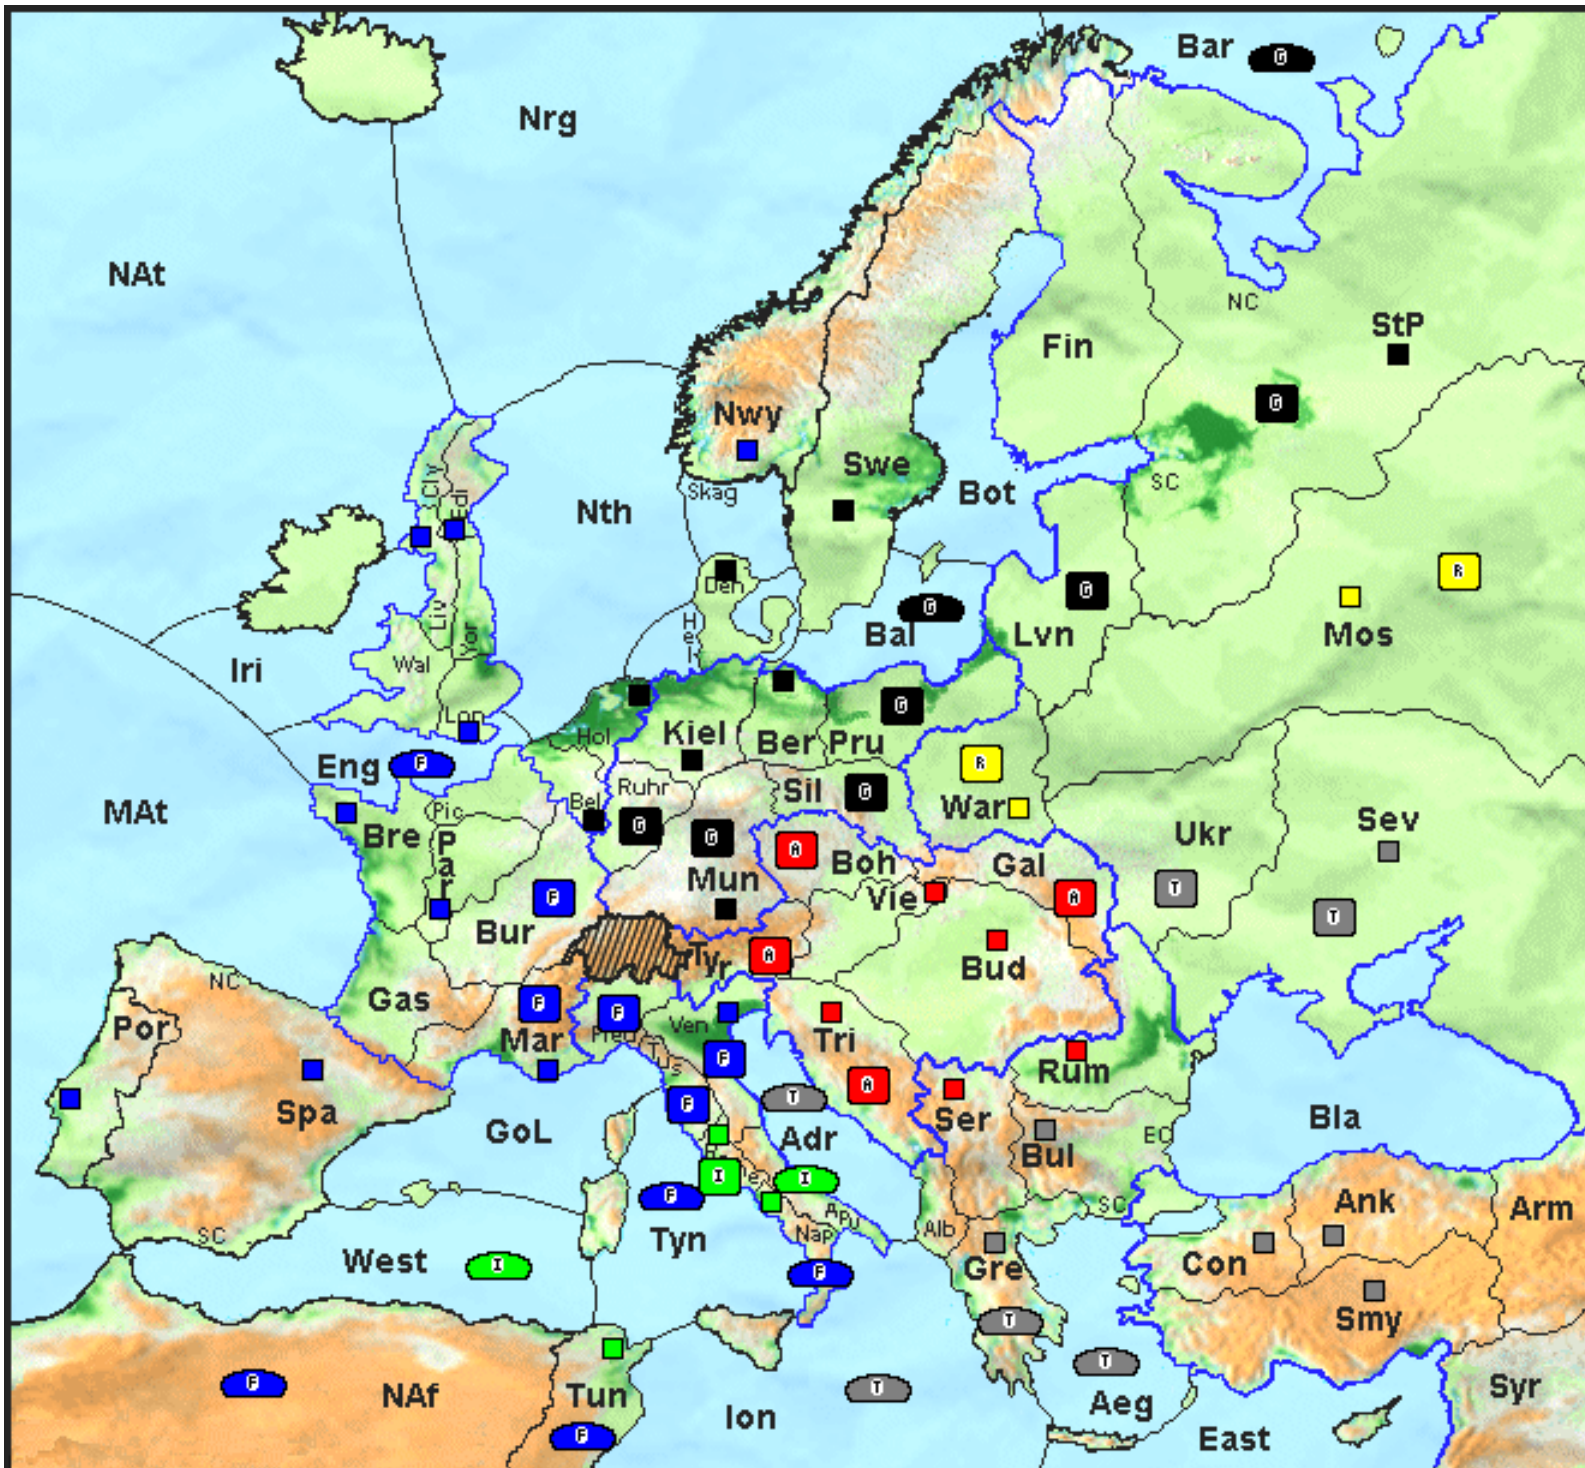 Bar
G
Nrg
NAt
NC
StP
Fin
G
Nwy
Swe
Cly
Edi
Skag
Bot
SC
Nth
R
Den
G
G
Bal
Lvn
Mos
Hel
Liv
Yor
Wal
Iri
G
Lon
Hol
Kiel
Ber
Pru
Eng
F
R
MAt
Pic
Bel
Ruhr
Sil
G
War
Bre
Par
G
G
A
Boh
Gal
Ukr
Sev
Mun
Vie
A
T
F
Bur
T
Tyr
A
Bud
NC
Gas
F
F
Por
Mar
Pied
Ven
Tri
Rum
Tus
F
Spa
F
T
A
Ser
GoL
Adr
Bla
Bul
EC
I
I
F
Apu
Ank
Arm
SC
SC
Tyn
Nap
Alb
West
I
F
Gre
Con
Smy
T
T
F
NAf
Tun
T
Ion
Aeg
Syr
F
East